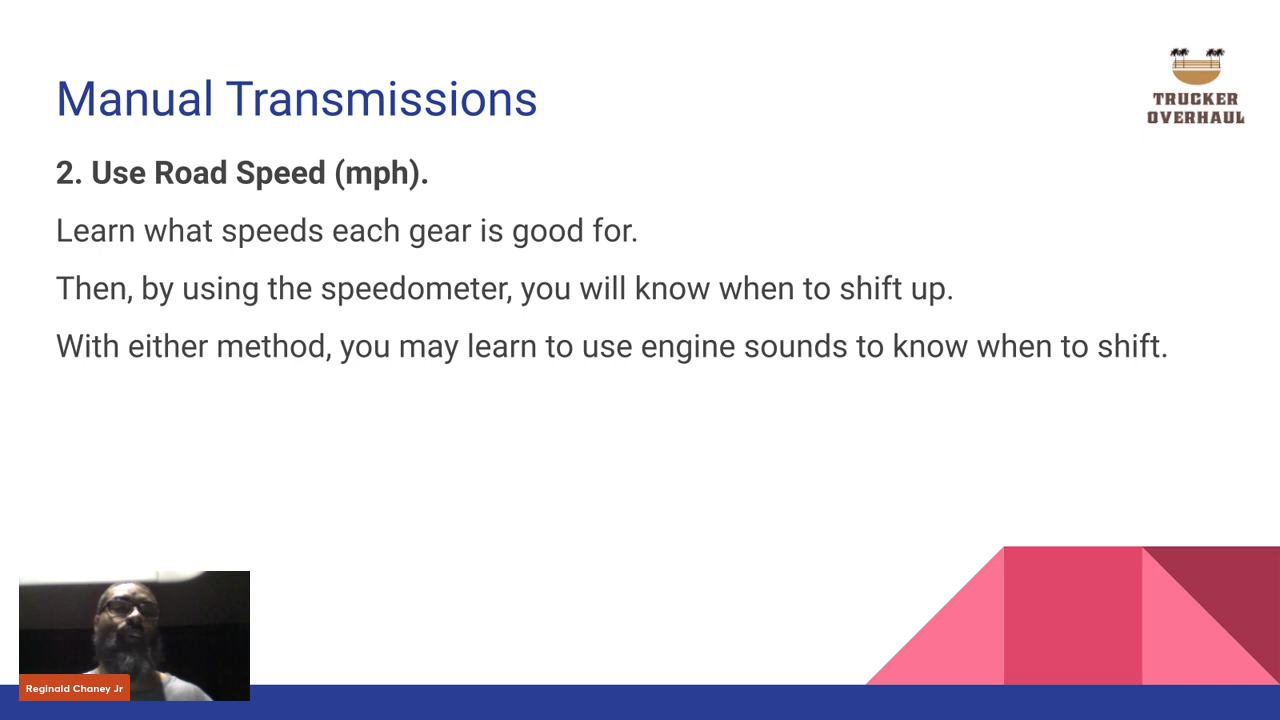 Manual Transmissions
TRUCKER
OVERHAUL
2. Use Road Speed (mph).
Learn what speeds each gear is good for.
Then, by using the speedometer, you will know when to shift up.
With either method, you may learn to use engine sounds to know when to shift.
Reginald Chaney Jr